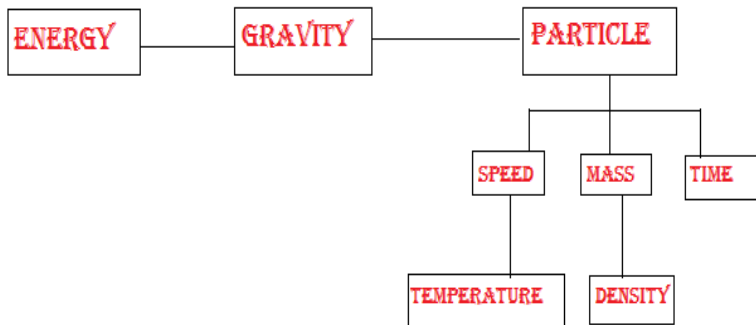 ENERGY
GRAVITY
PARTICLE
SPEED
MASS
TIME
TEMPERATURE
DENSITY